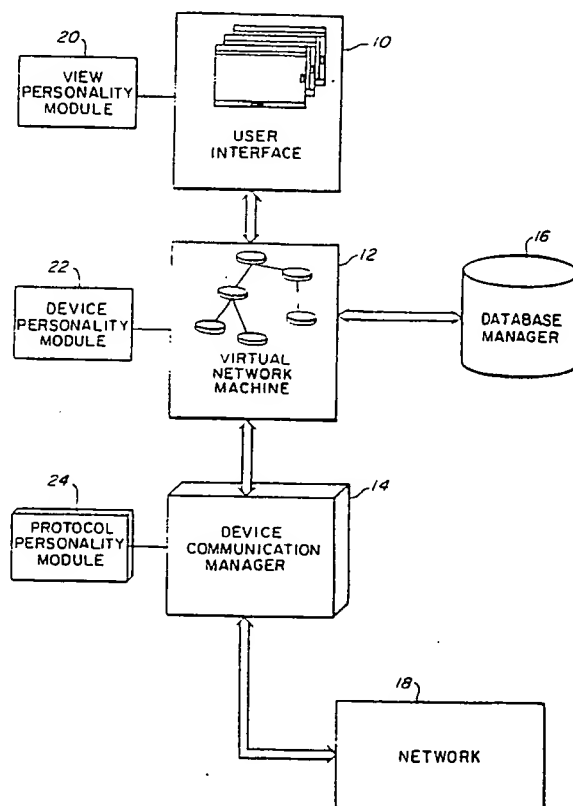 20
VIEW
PERSONALITY
MODULE
10
USER
INTERFACE
22
DEVICE
PERSONALITY
MODULE
12
VIRTUAL
NETWORK
MACHINE
16
DATABASE
MANAGER
24
PROTOCOL
PERSONALITY
MODULE
14
DEVICE
COMMUNICATION
MANAGER
18
NETWORK